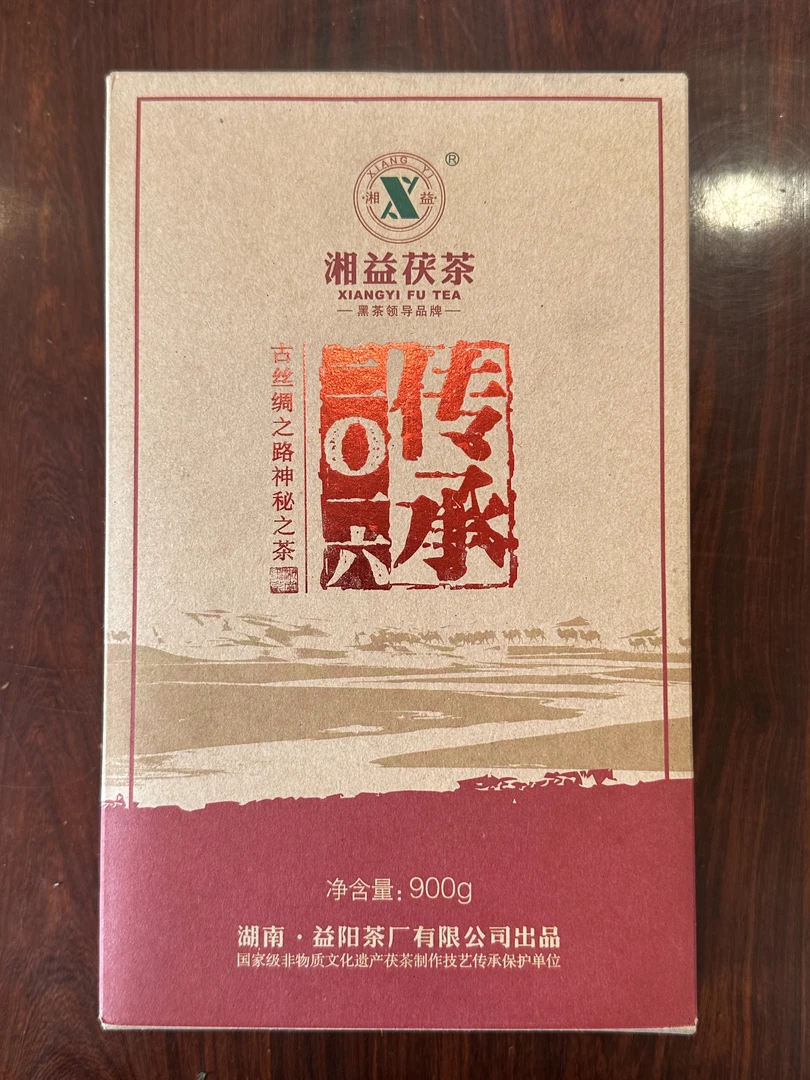 XIANG YI
湘 益
®
湘益茯茶
XIANGYI FU TEA
黑茶领导品牌
传承
二〇一六
古丝绸之路神秘之茶
净含量：900g
湖南·益阳茶厂有限公司出品
国家级非物质文化遗产茯茶制作技艺传承保护单位